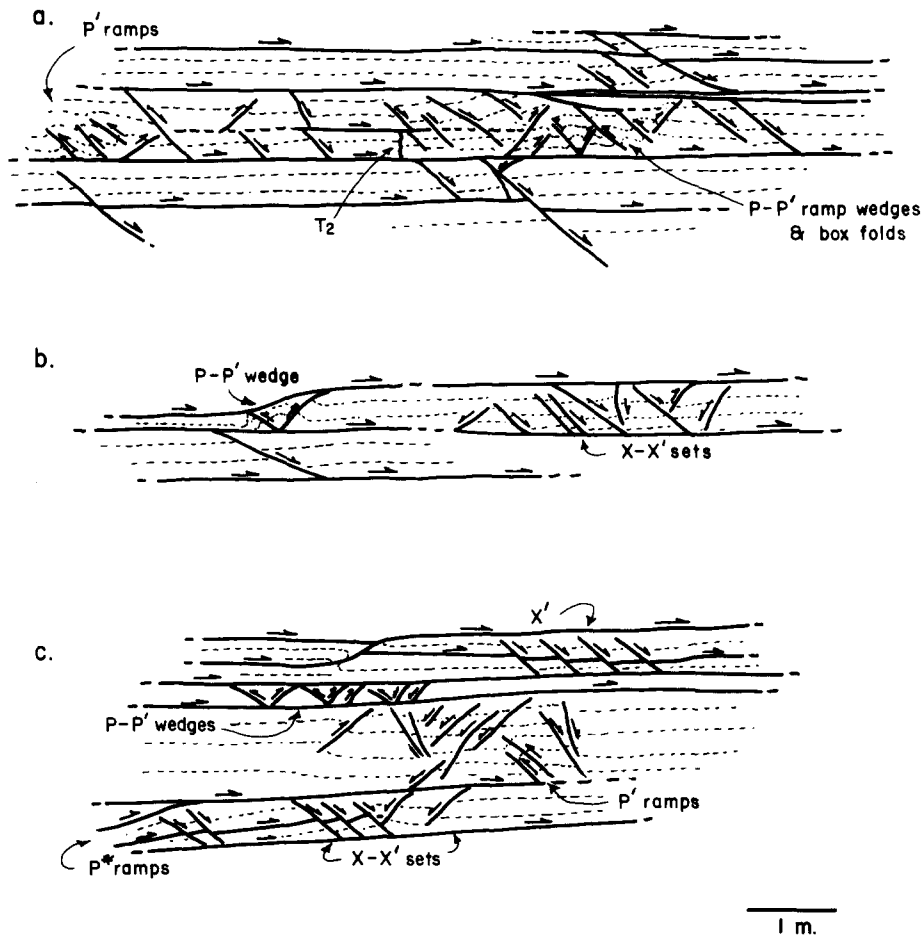 a.
P' ramps
T2
P-P' ramp wedges
& box folds
b.
P-P' wedge
X-X' sets
X'
c.
P-P' wedges
P' ramps
P* ramps
X-X' sets
1 m.